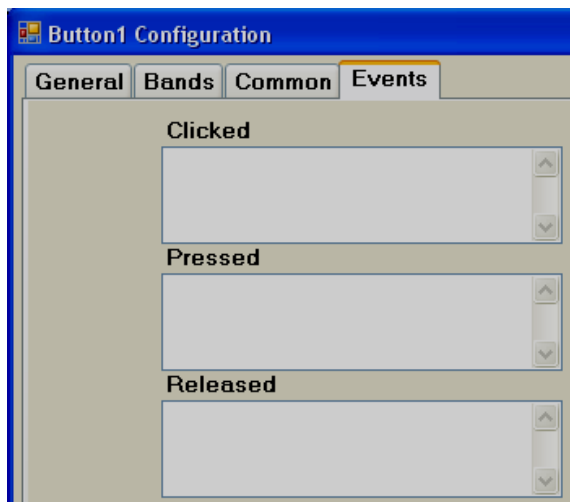 Button1 Configuration
General Bands Common Events
Clicked
Pressed
Released